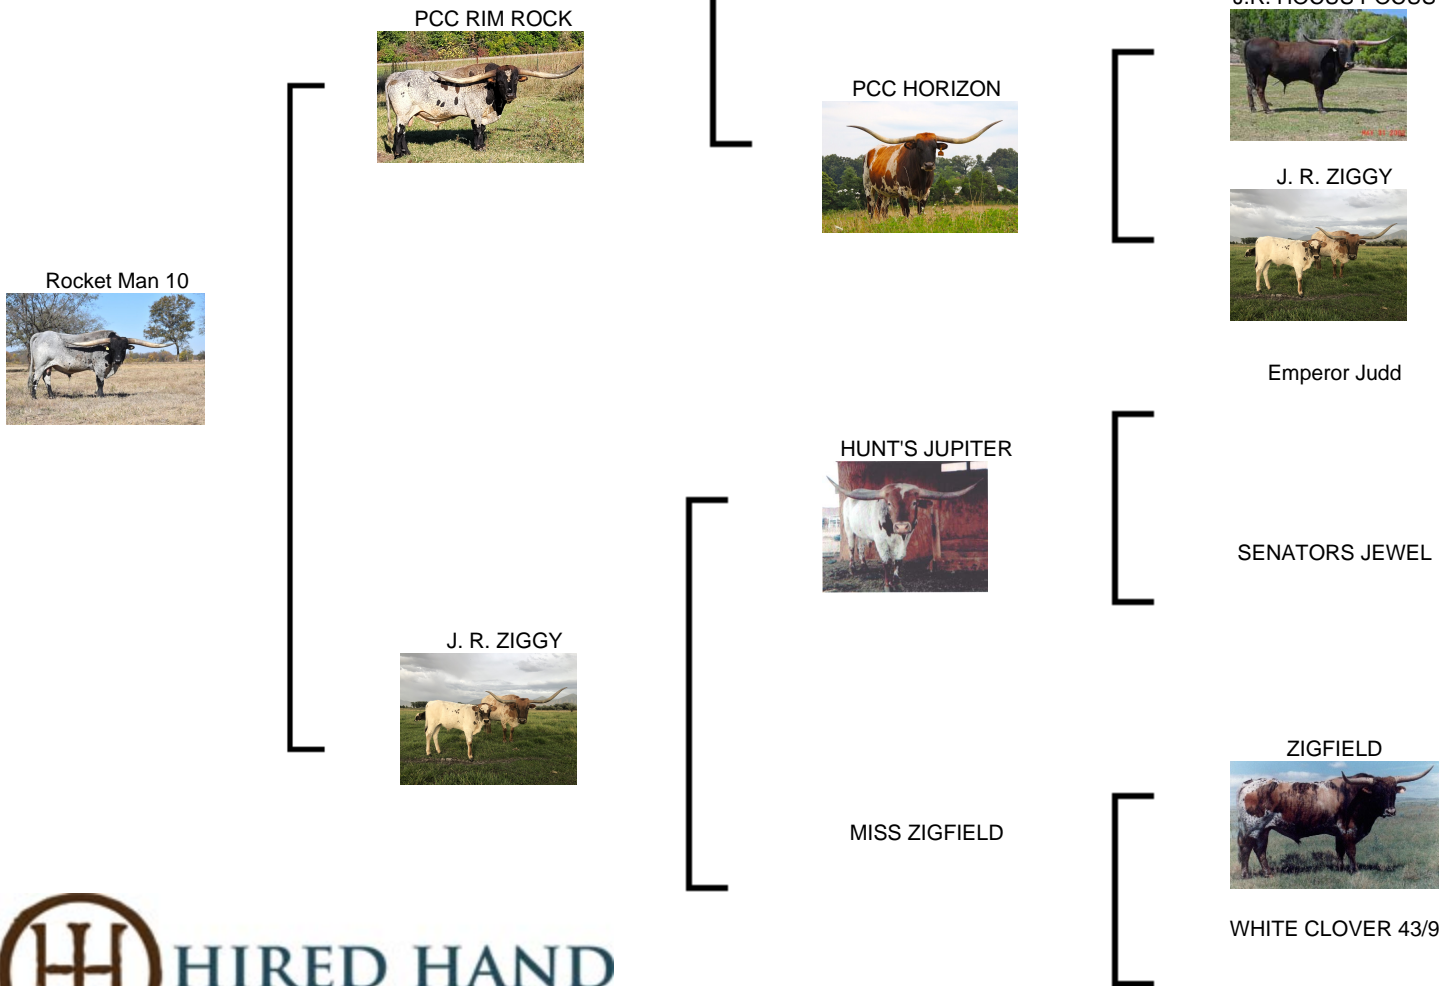 PCC RIM ROCK
PCC HORIZON
J. R. ZIGGY
Rocket Man 10
Emperor Judd
HUNT'S JUPITER
SENATORS JEWEL
J. R. ZIGGY
ZIGFIELD
MISS ZIGFIELD
WHITE CLOVER 43/9
HIRED HAND